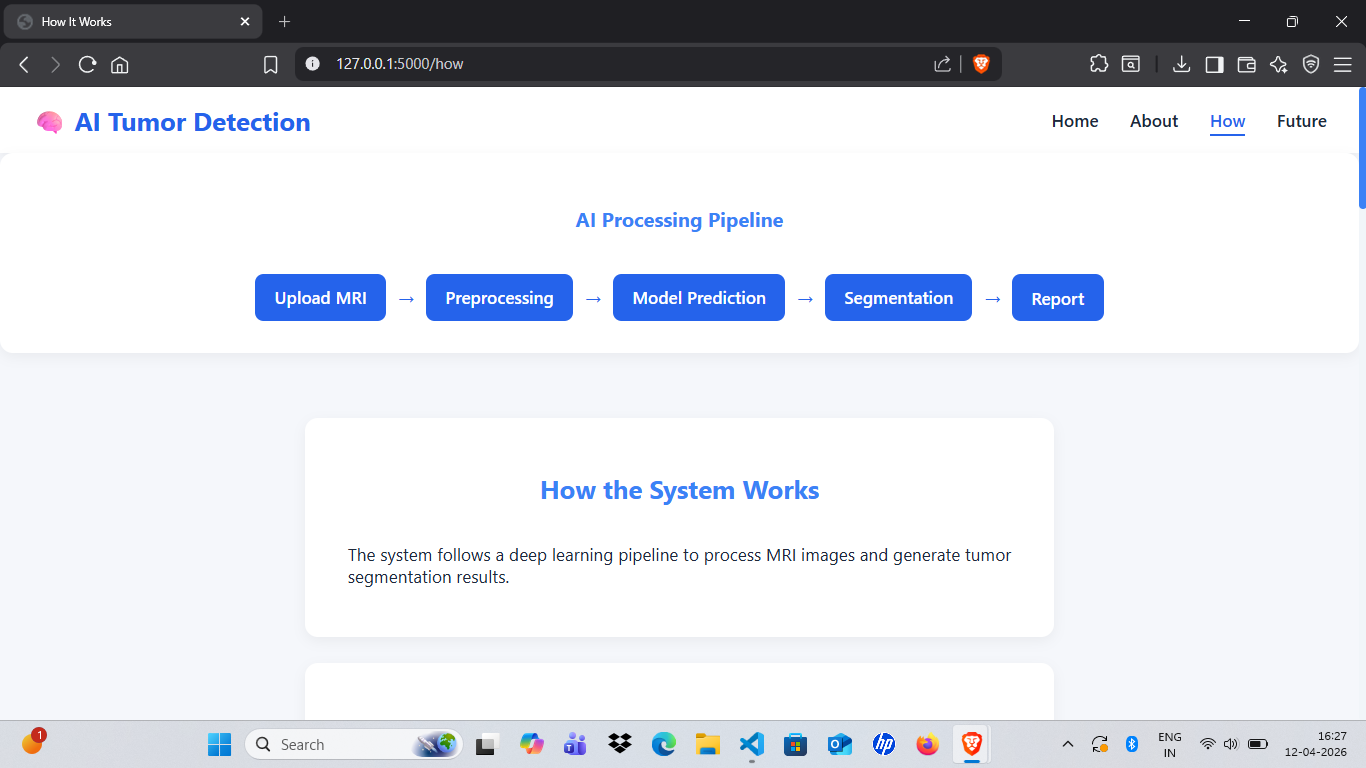 How It Works
127.0.0.1:5000/how
AI Tumor Detection
Home About How Future
AI Processing Pipeline
Upload MRI → Preprocessing → Model Prediction → Segmentation → Report
How the System Works
The system follows a deep learning pipeline to process MRI images and generate tumor
segmentation results.
1
Search
ENG
IN
16:27
12-04-2026